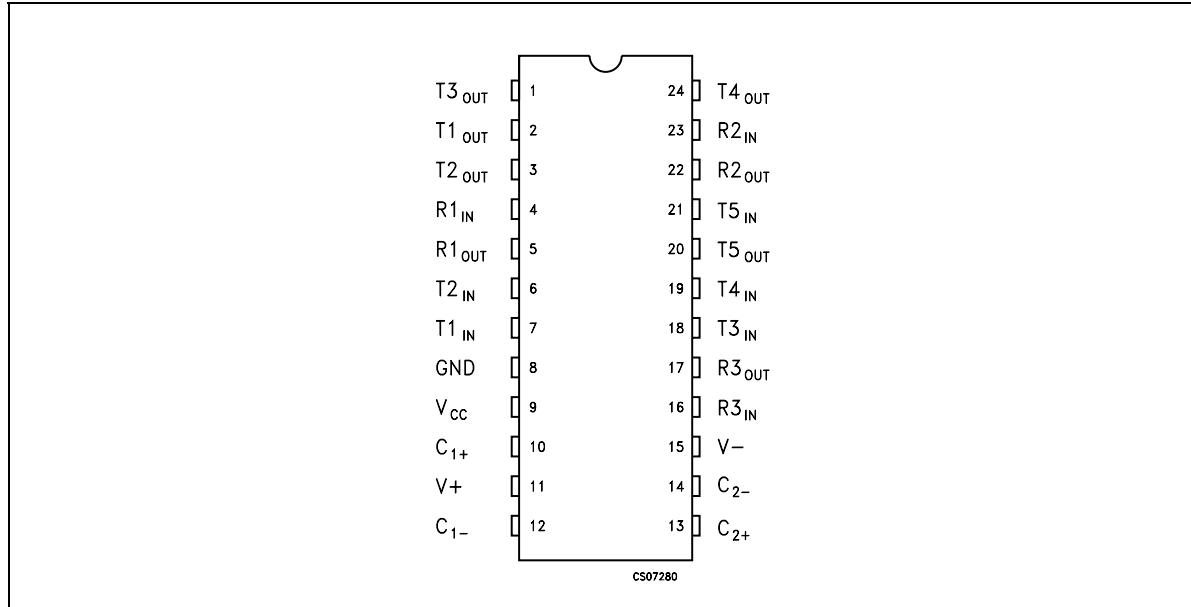 T3 OUT 1 24 T4 OUT
T1 OUT 2 23 R2 IN
T2 OUT 3 22 R2 OUT
R1 IN 4 21 T5 IN
R1 OUT 5 20 T5 OUT
T2 IN 6 19 T4 IN
T1 IN 7 18 T3 IN
GND 8 17 R3 OUT
VCC 9 16 R3 IN
C1+ 10 15 V−
V+ 11 14 C2−
C1− 12 13 C2+
CS07280